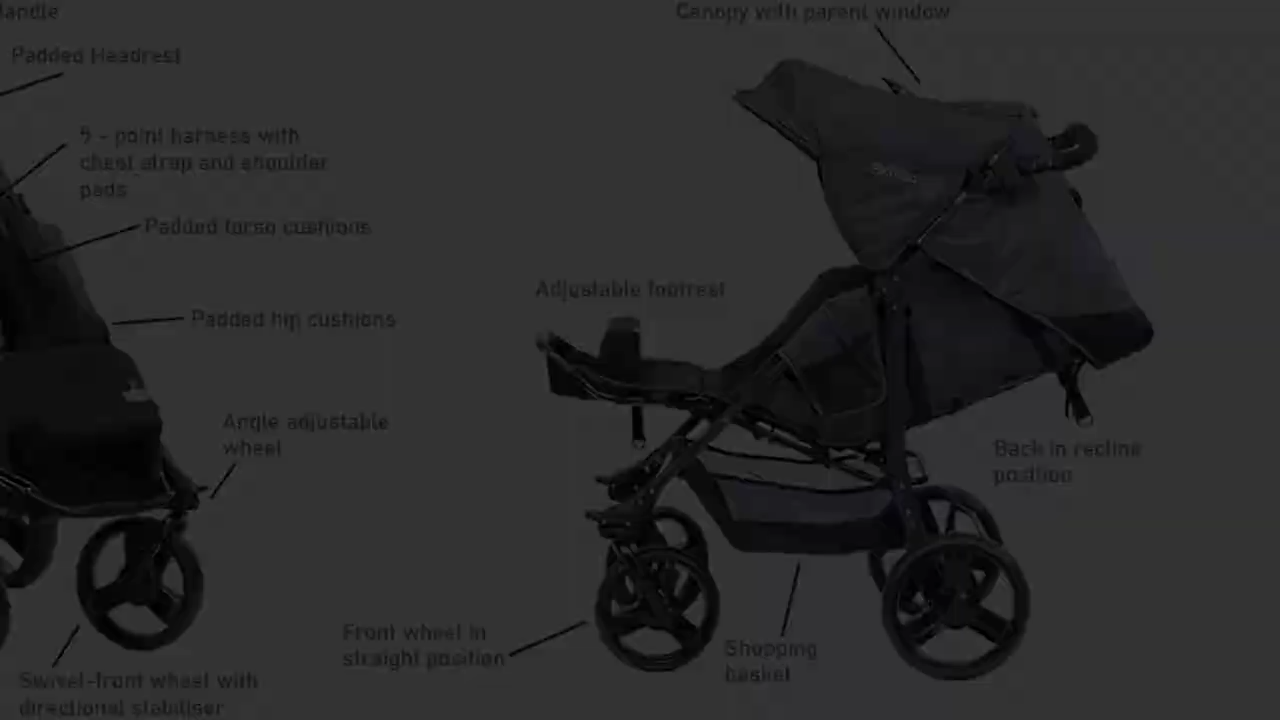 Handle
Padded Headrest
5 - point harness with
chest strap and shoulder
pads
Padded torso cushions
Padded hip cushions
Angle adjustable
wheel
Swivel-front wheel with
directional stabiliser
Canopy with parent window
Adjustable footrest
Back in recline
position
Front wheel in
straight position
Shopping
basket